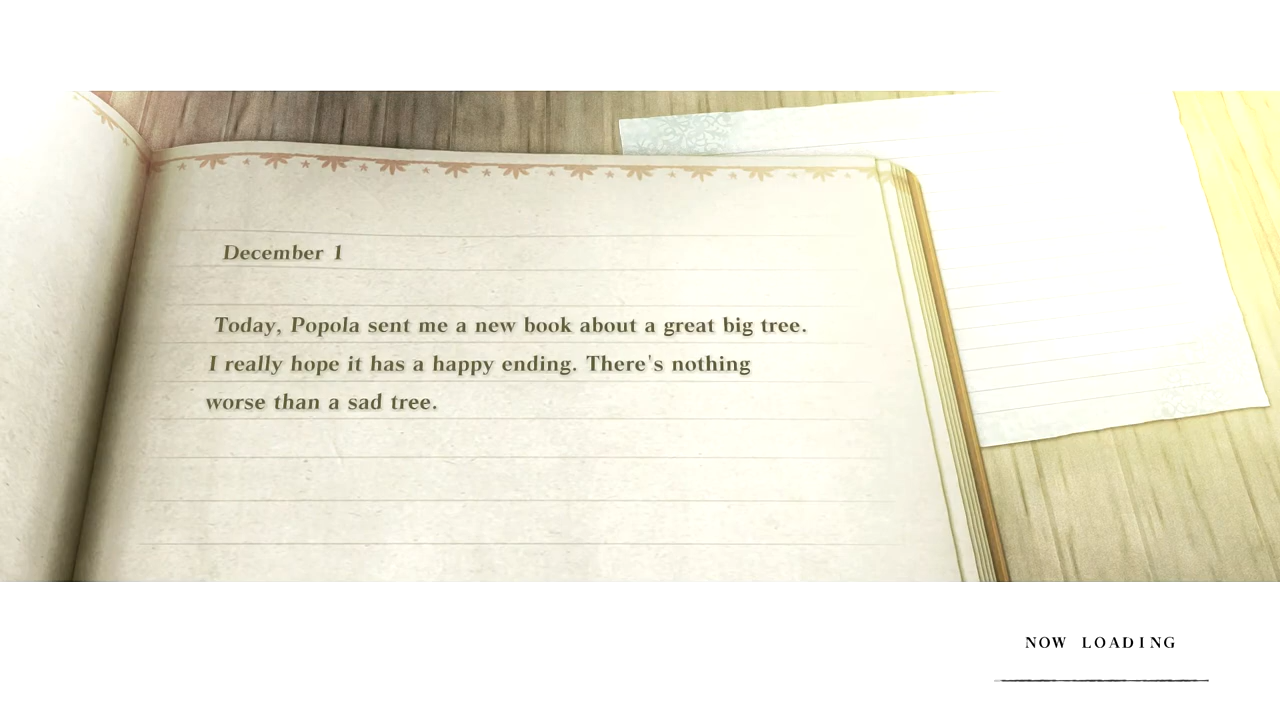 December 1
Today, Popola sent me a new book about a great big tree.
I really hope it has a happy ending. There's nothing
worse than a sad tree.
NOW LOADING